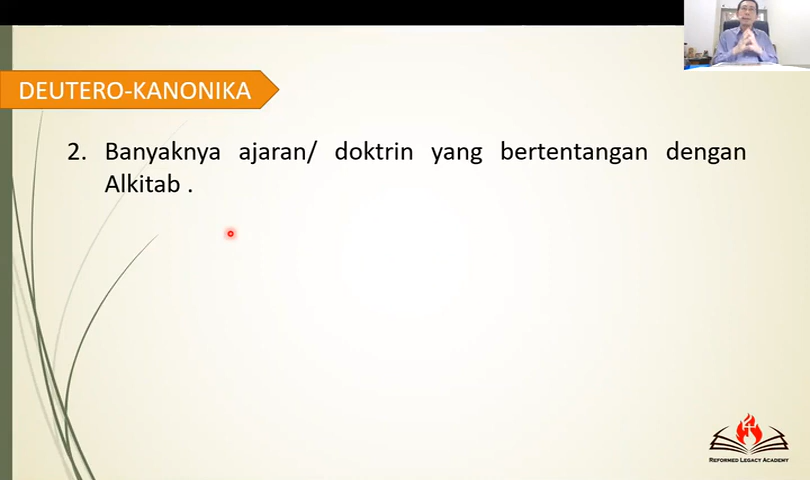 DEUTERO-KANONIKA
2. Banyaknya ajaran/ doktrin yang bertentangan dengan
Alkitab .
REFORMED LEGACY ACADEMY